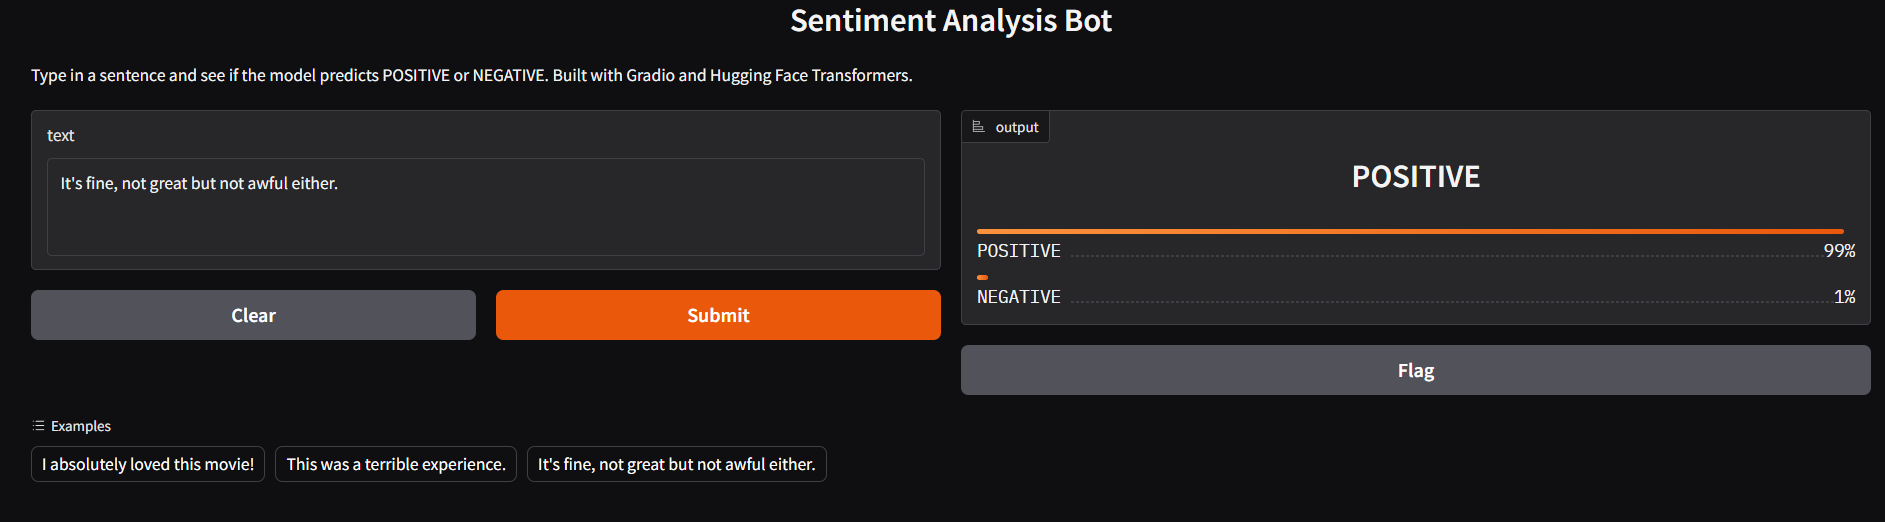 Sentiment Analysis Bot
Type in a sentence and see if the model predicts POSITIVE or NEGATIVE. Built with Gradio and Hugging Face Transformers.
text
It's fine, not great but not awful either.
Clear
Submit
output
POSITIVE
POSITIVE 99%
NEGATIVE 1%
Flag
Examples
I absolutely loved this movie!
This was a terrible experience.
It's fine, not great but not awful either.